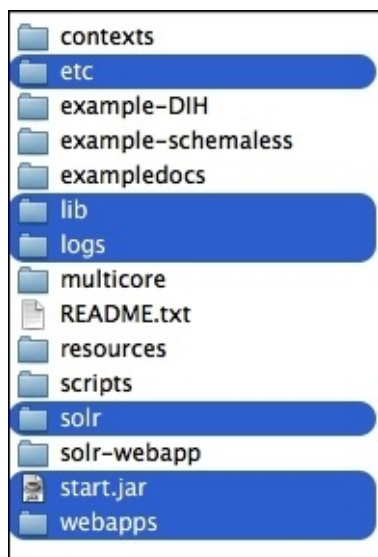 contexts
etc
example-DIH
example-schemaless
exampledocs
lib
logs
multicore
README.txt
resources
scripts
solr
solr-webapp
start.jar
webapps